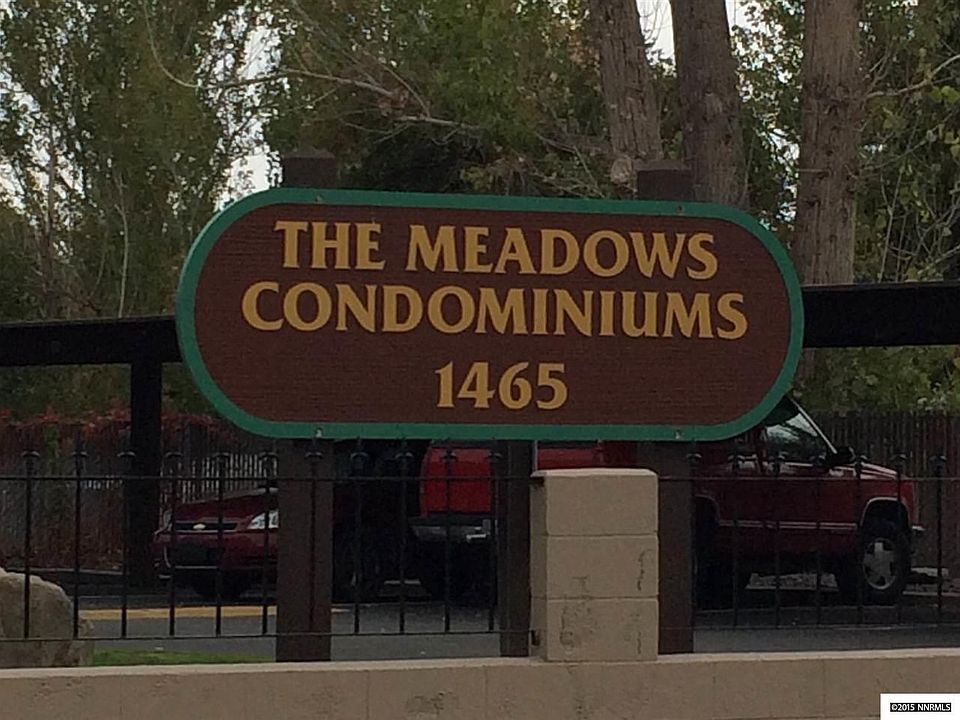 THE MEADOWS
CONDOMINIUMS
1465
©2015 NNRMLS